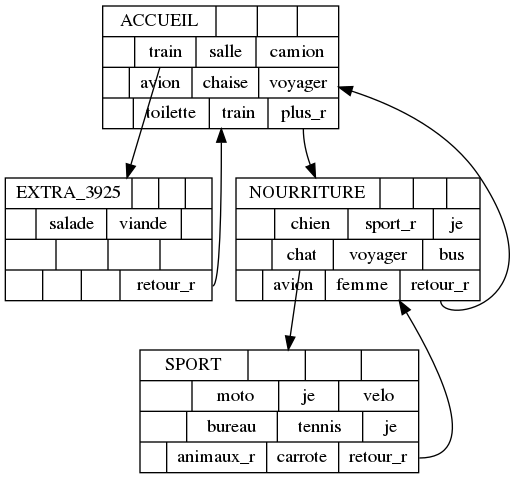 ACCUEIL
train salle camion
avion chaise voyager
toilette train plus_r
EXTRA_3925
salade viande
retour_r
NOURRITURE
chien sport_r je
chat voyager bus
avion femme retour_r
SPORT
moto je velo
bureau tennis je
animaux_r carrote retour_r